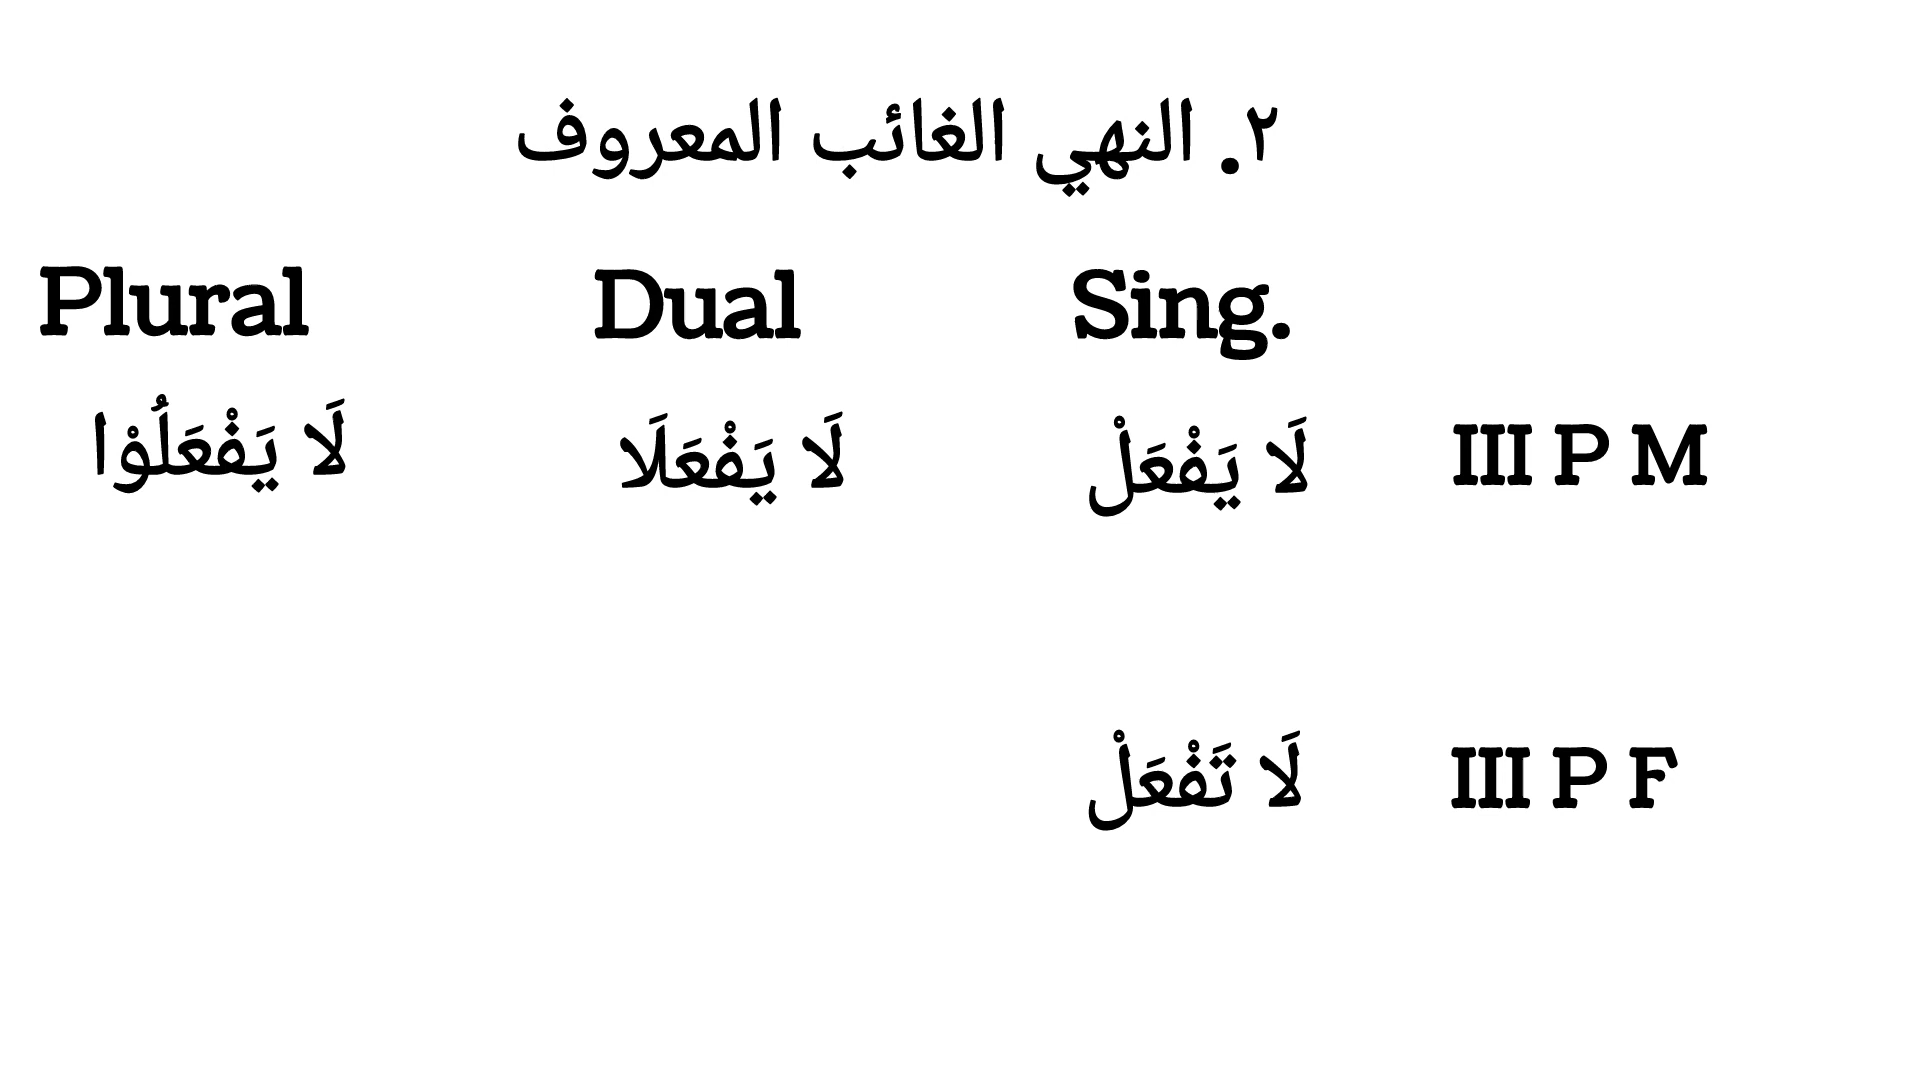 ٢. النهي الغائب المعروف
Plural Dual Sing.
لَا يَفْعَلْ لَا يَفْعَلَا لَا يَفْعَلُوْا III P M
لَا تَفْعَلْ III P F